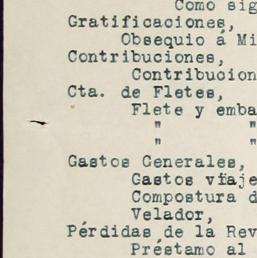 Como sig
Gratificaciones,
Obsequio á Mi
Contribuciones,
Contribucion
Cta. de Fletes,
Flete y emba
" "
" "
Gastos Generales,
Gastos viaje
Compostura d
Velador,
Pérdidas de la Rev
Préstamo al